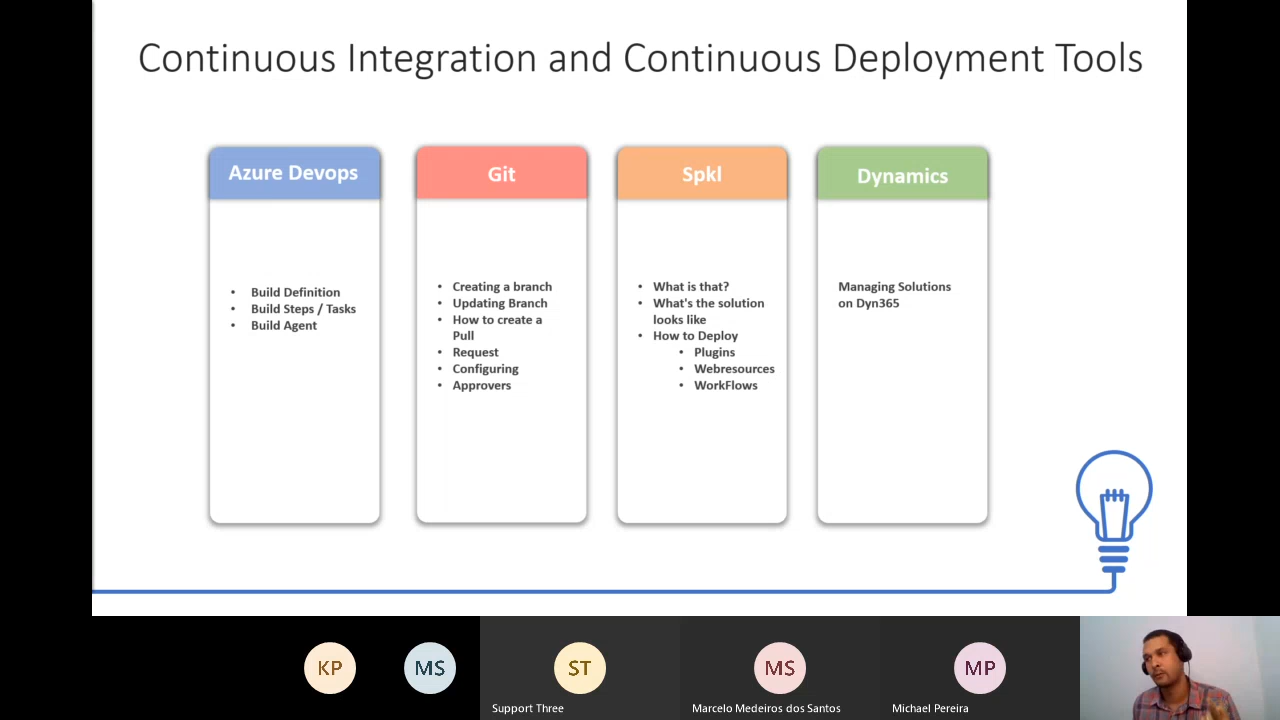 Continuous Integration and Continuous Deployment Tools
Azure Devops
• Build Definition
• Build Steps / Tasks
• Build Agent
Git
• Creating a branch
• Updating Branch
• How to create a
Pull
• Request
• Configuring
• Approvers
Spkl
• What is that?
• What's the solution
looks like
• How to Deploy
• Plugins
• Webresources
• WorkFlows
Dynamics
Managing Solutions
on Dyn365
KP
MS
ST
Support Three
MS
Marcelo Medeiros dos Santos
MP
Michael Pereira